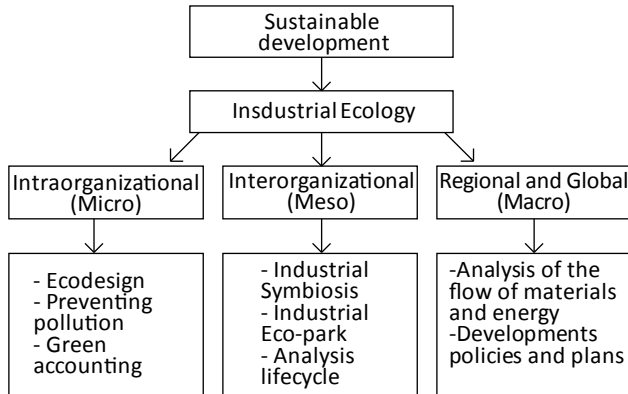 Sustainable
development
Insdustrial Ecology
Intraorganizational
(Micro)
Interorganizational
(Meso)
Regional and Global
(Macro)
- Ecodesign
- Preventing
pollution
- Green
accounting
- Industrial
Symbiosis
- Industrial
Eco-park
- Analysis
lifecycle
-Analysis of the
flow of materials
and energy
-Developments
policies and plans